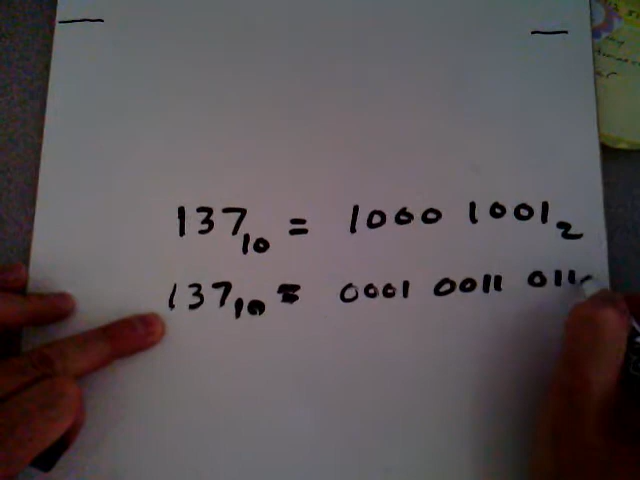 137₁₀ = 1000 1001₂
137₁₀ = 0001 0011 011